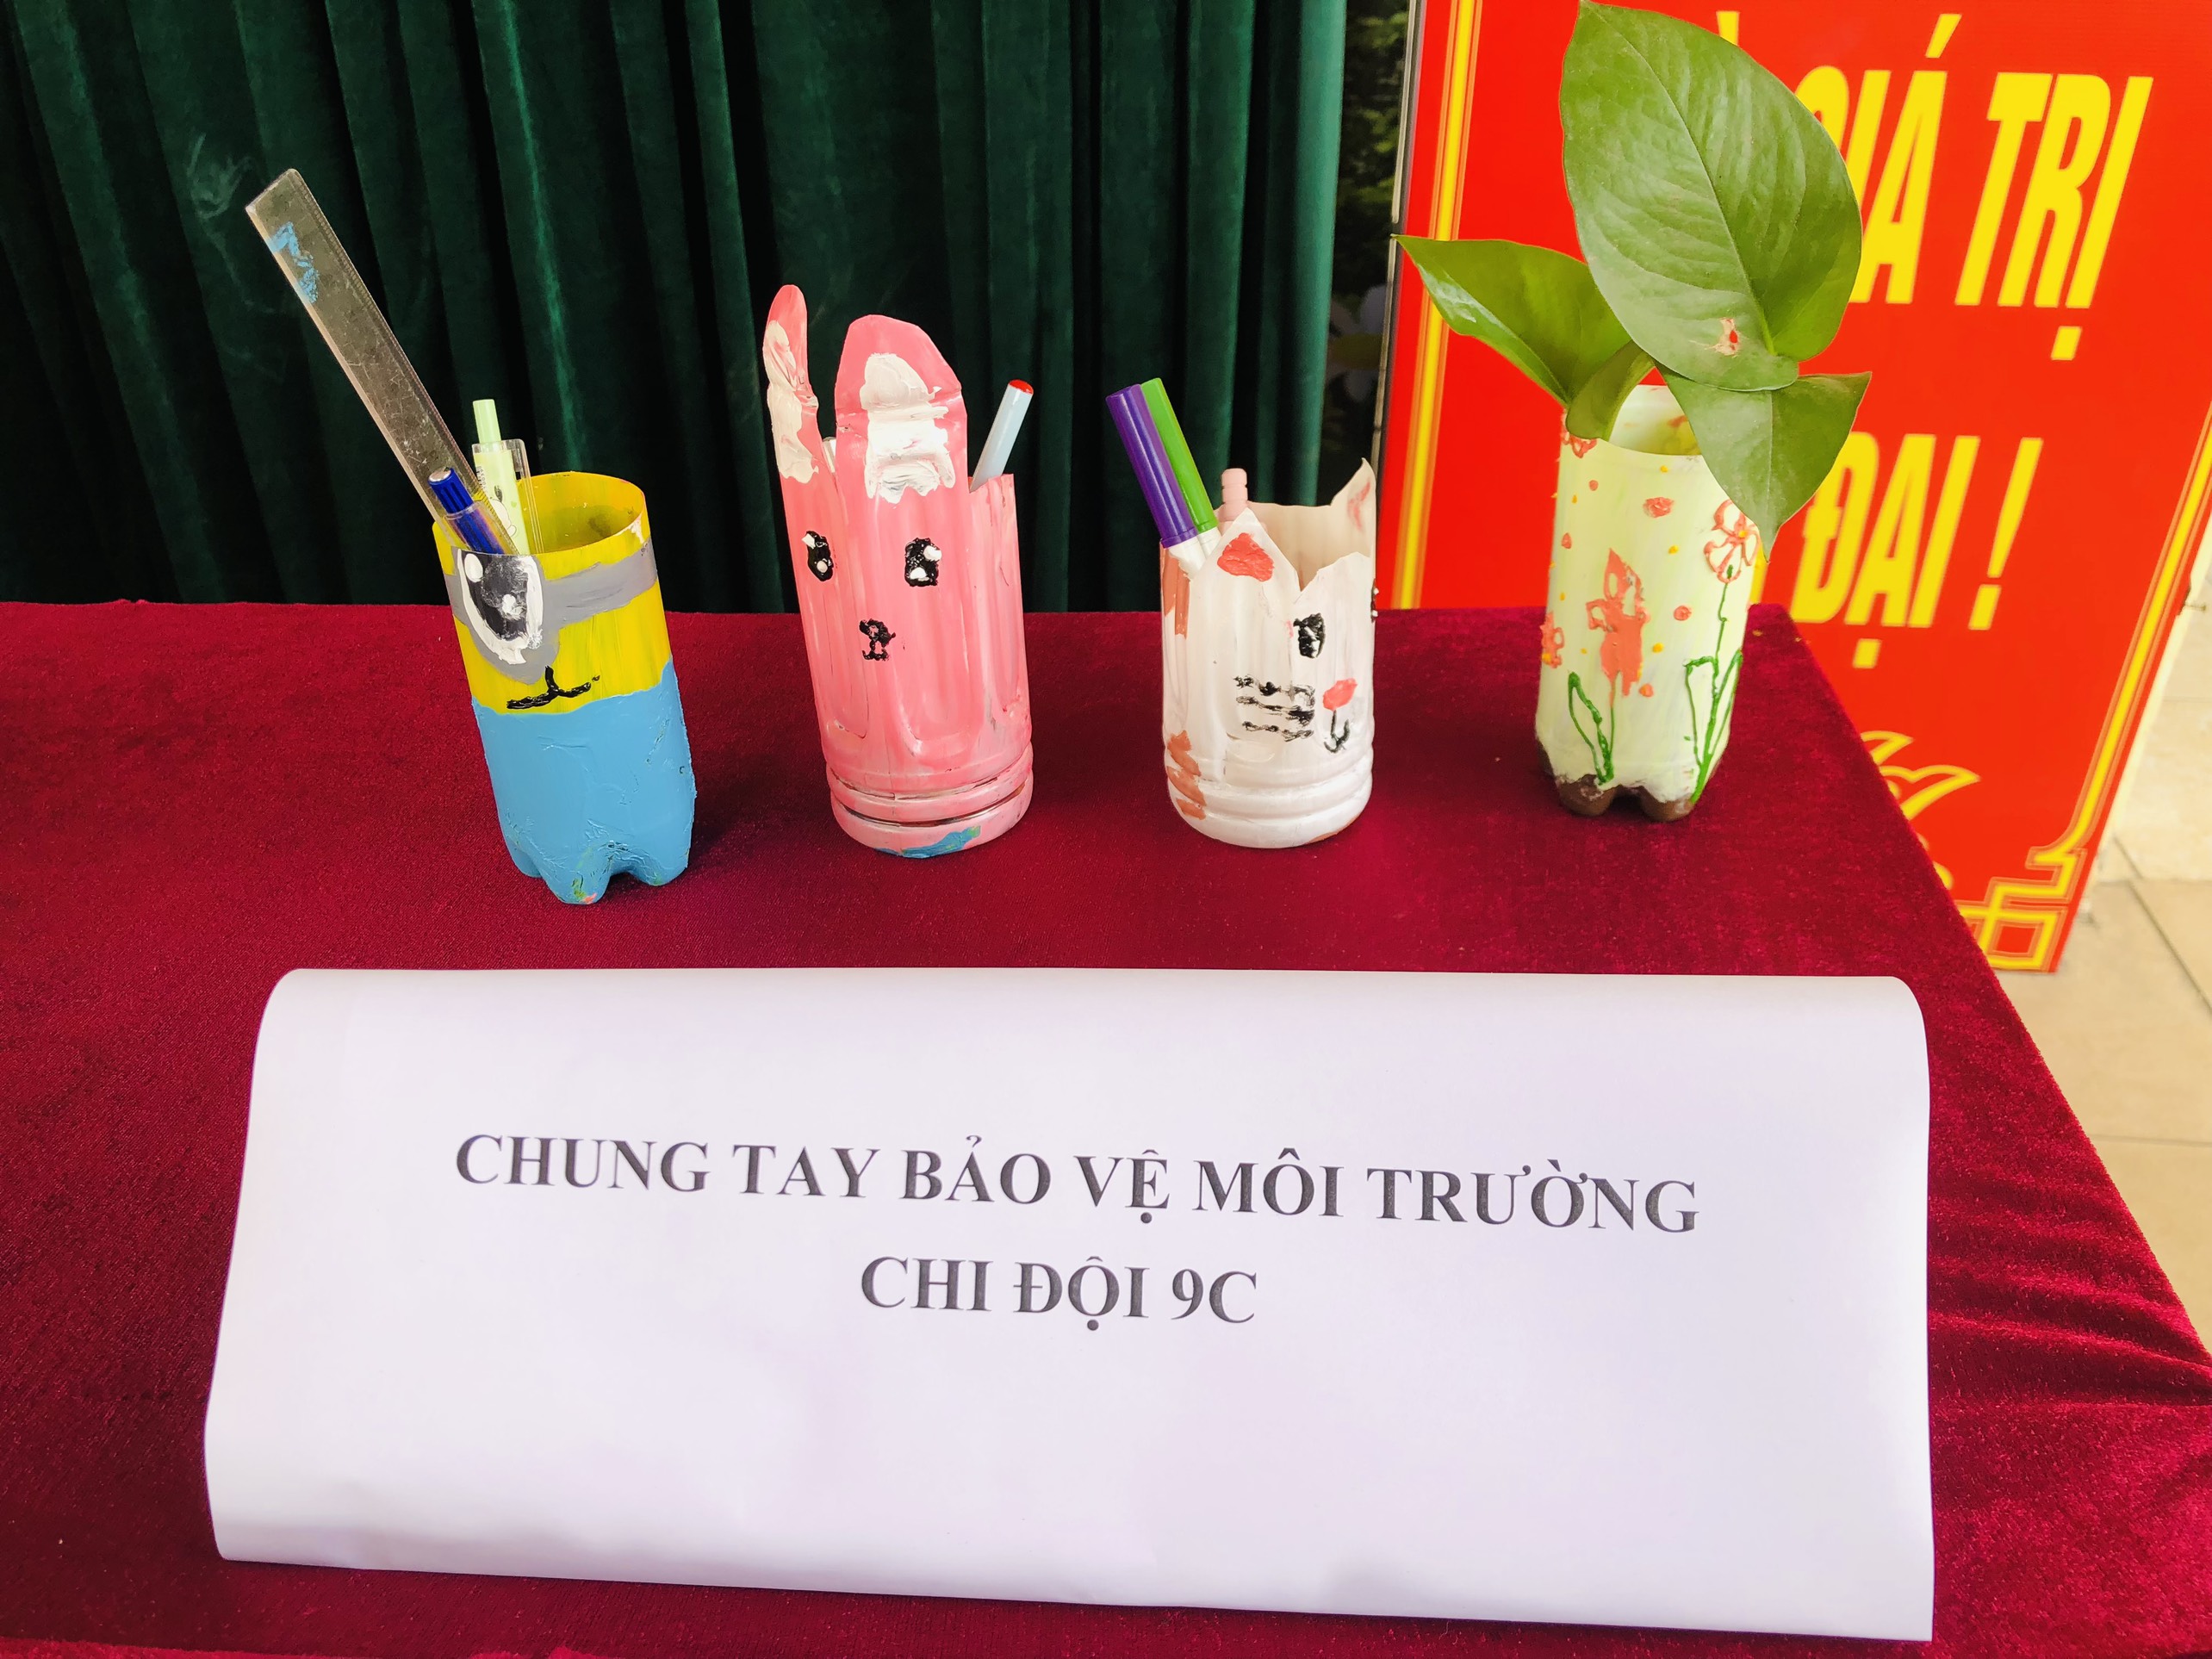 CHUNG TAY BẢO VỆ MÔI TRƯỜNG
CHI ĐỘI 9C
GIÁ TRỊ
ĐẠI !